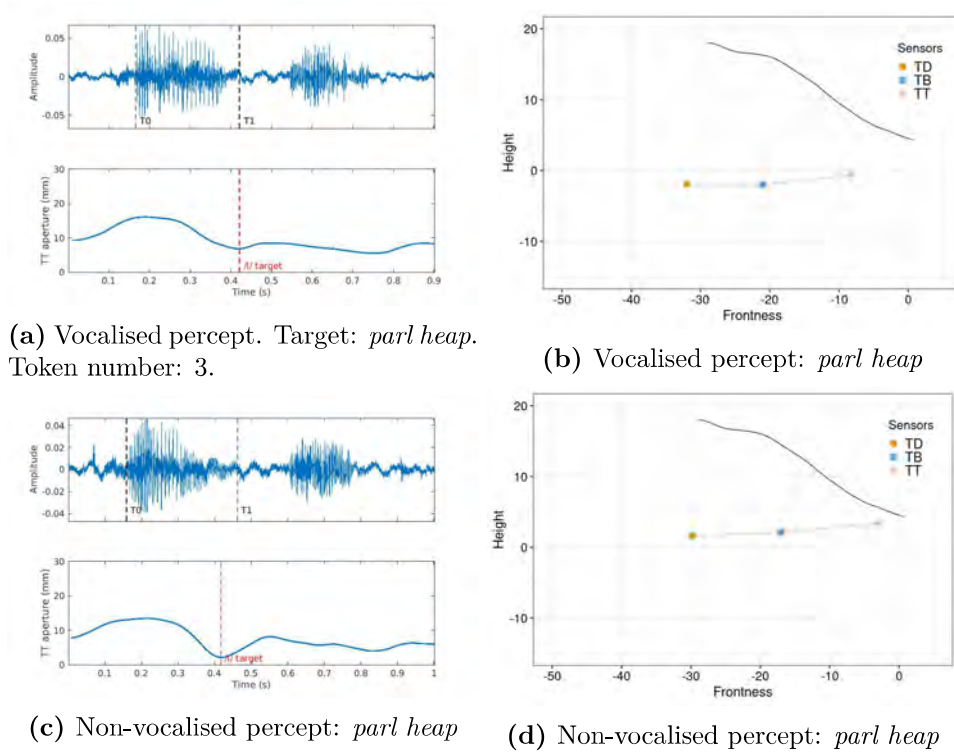 0.05
0
-0.05
Amplitude
T0
T1
30
20
10
0
TT aperture (mm)
/l/ target
0.1 0.2 0.3 0.4 0.5 0.6 0.7 0.8 0.9
Time (s)
(a) Vocalised percept. Target: parl heap.
Token number: 3.
20
10
0
-10
Height
Sensors
TD
TB
TT
-50 -40 -30 -20 -10 0
Frontness
(b) Vocalised percept: parl heap
0.04
0.02
0
-0.02
-0.04
Amplitude
T0
T1
30
20
10
0
TT aperture (mm)
/l/ target
0.1 0.2 0.3 0.4 0.5 0.6 0.7 0.8 0.9 1
Time (s)
(c) Non-vocalised percept: parl heap
20
10
0
-10
Height
Sensors
TD
TB
TT
-50 -40 -30 -20 -10 0
Frontness
(d) Non-vocalised percept: parl heap